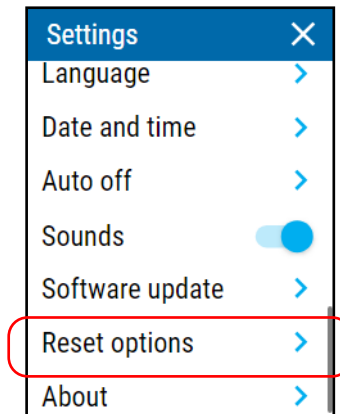 Settings
Language
Date and time
Auto off
Sounds
Software update
Reset options
About